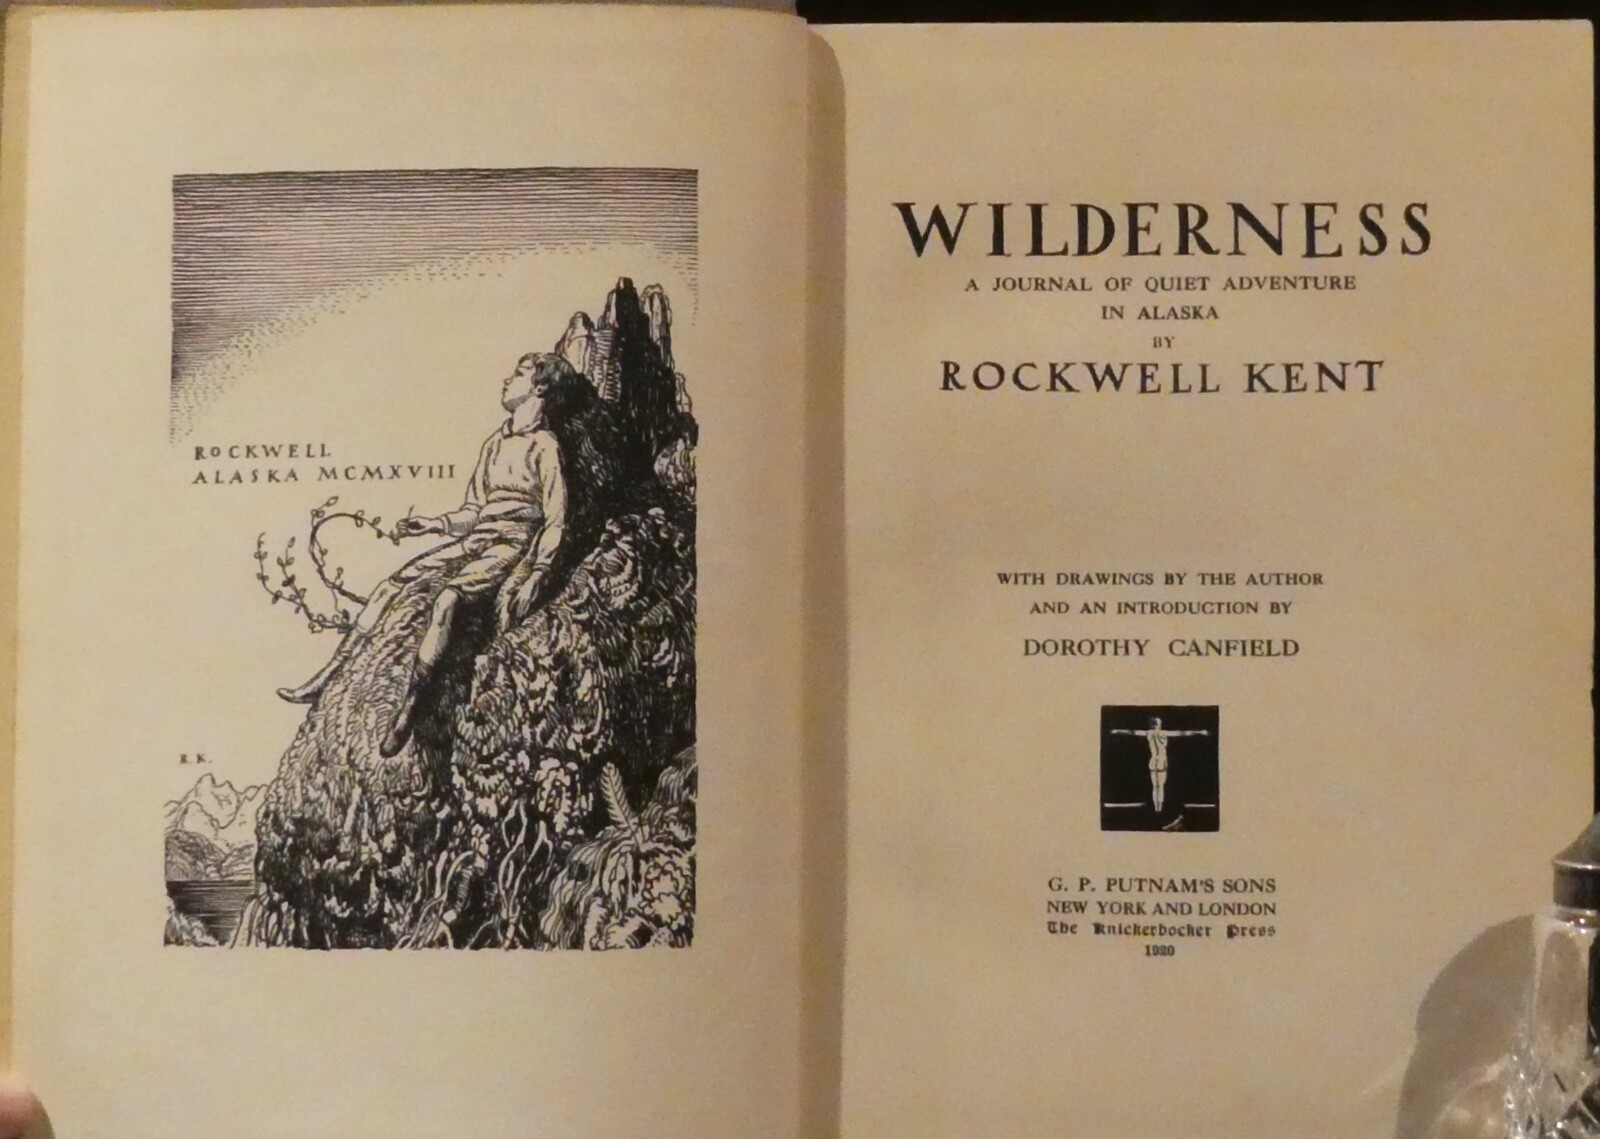 ROCKWELL
ALASKA MCMXVIII
R.K.
WILDERNESS
A JOURNAL OF QUIET ADVENTURE
IN ALASKA
BY
ROCKWELL KENT
WITH DRAWINGS BY THE AUTHOR
AND AN INTRODUCTION BY
DOROTHY CANFIELD
G. P. PUTNAM'S SONS
NEW YORK AND LONDON
The Knickerbocker Press
1920